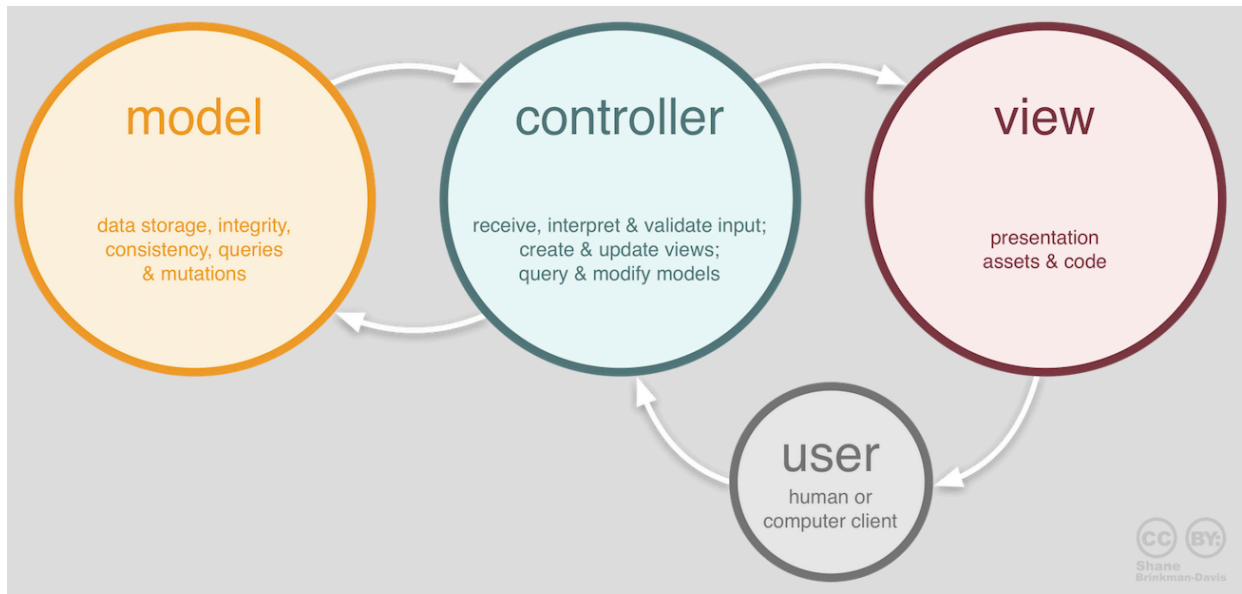 model
data storage, integrity,
consistency, queries
& mutations
controller
receive, interpret & validate input;
create & update views;
query & modify models
view
presentation
assets & code
user
human or
computer client
CC BY:
Shane
Brinkman-Davis